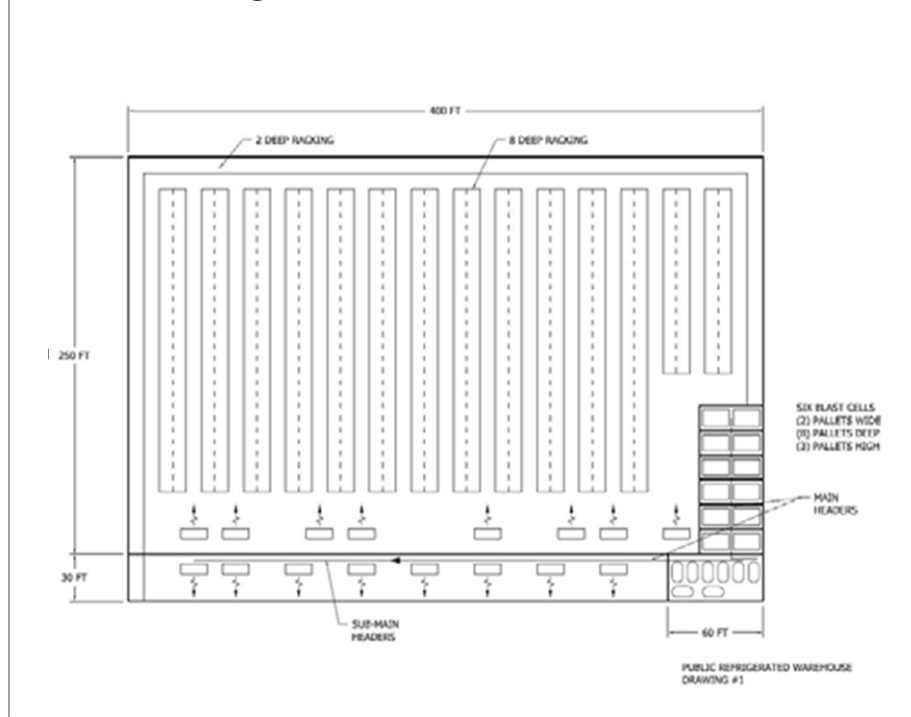 400 FT
2 DEEP RACKING
8 DEEP RACKING
250 FT
SIX BLAST CELLS
(2) PALLETS WIDE
PALLETS DEEP
(3) PALLETS HIGH
MAIN
HEADERS
30 FT
SUB-MAIN
HEADERS
60 FT
PUBLIC REFRIGERATED WAREHOUSE
DRAWING #1